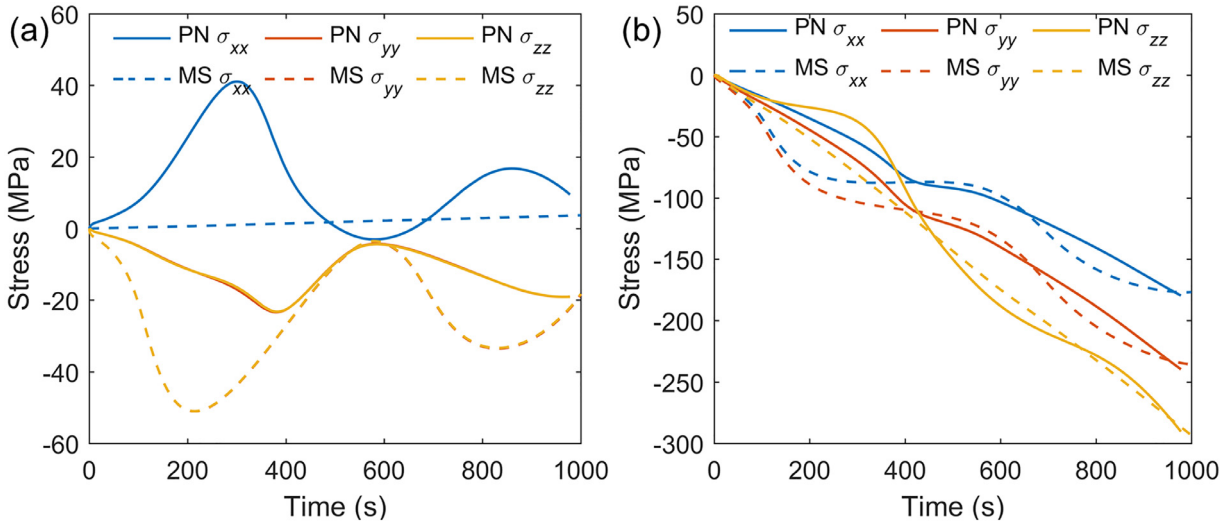 (a)
PN σxx PN σyy PN σzz
MS σxx MS σyy MS σzz
60
40
20
0
-20
-40
-60
Stress (MPa)
0 200 400 600 800 1000
Time (s)
(b)
PN σxx PN σyy PN σzz
MS σxx MS σyy MS σzz
50
0
-50
-100
-150
-200
-250
-300
Stress (MPa)
0 200 400 600 800 1000
Time (s)